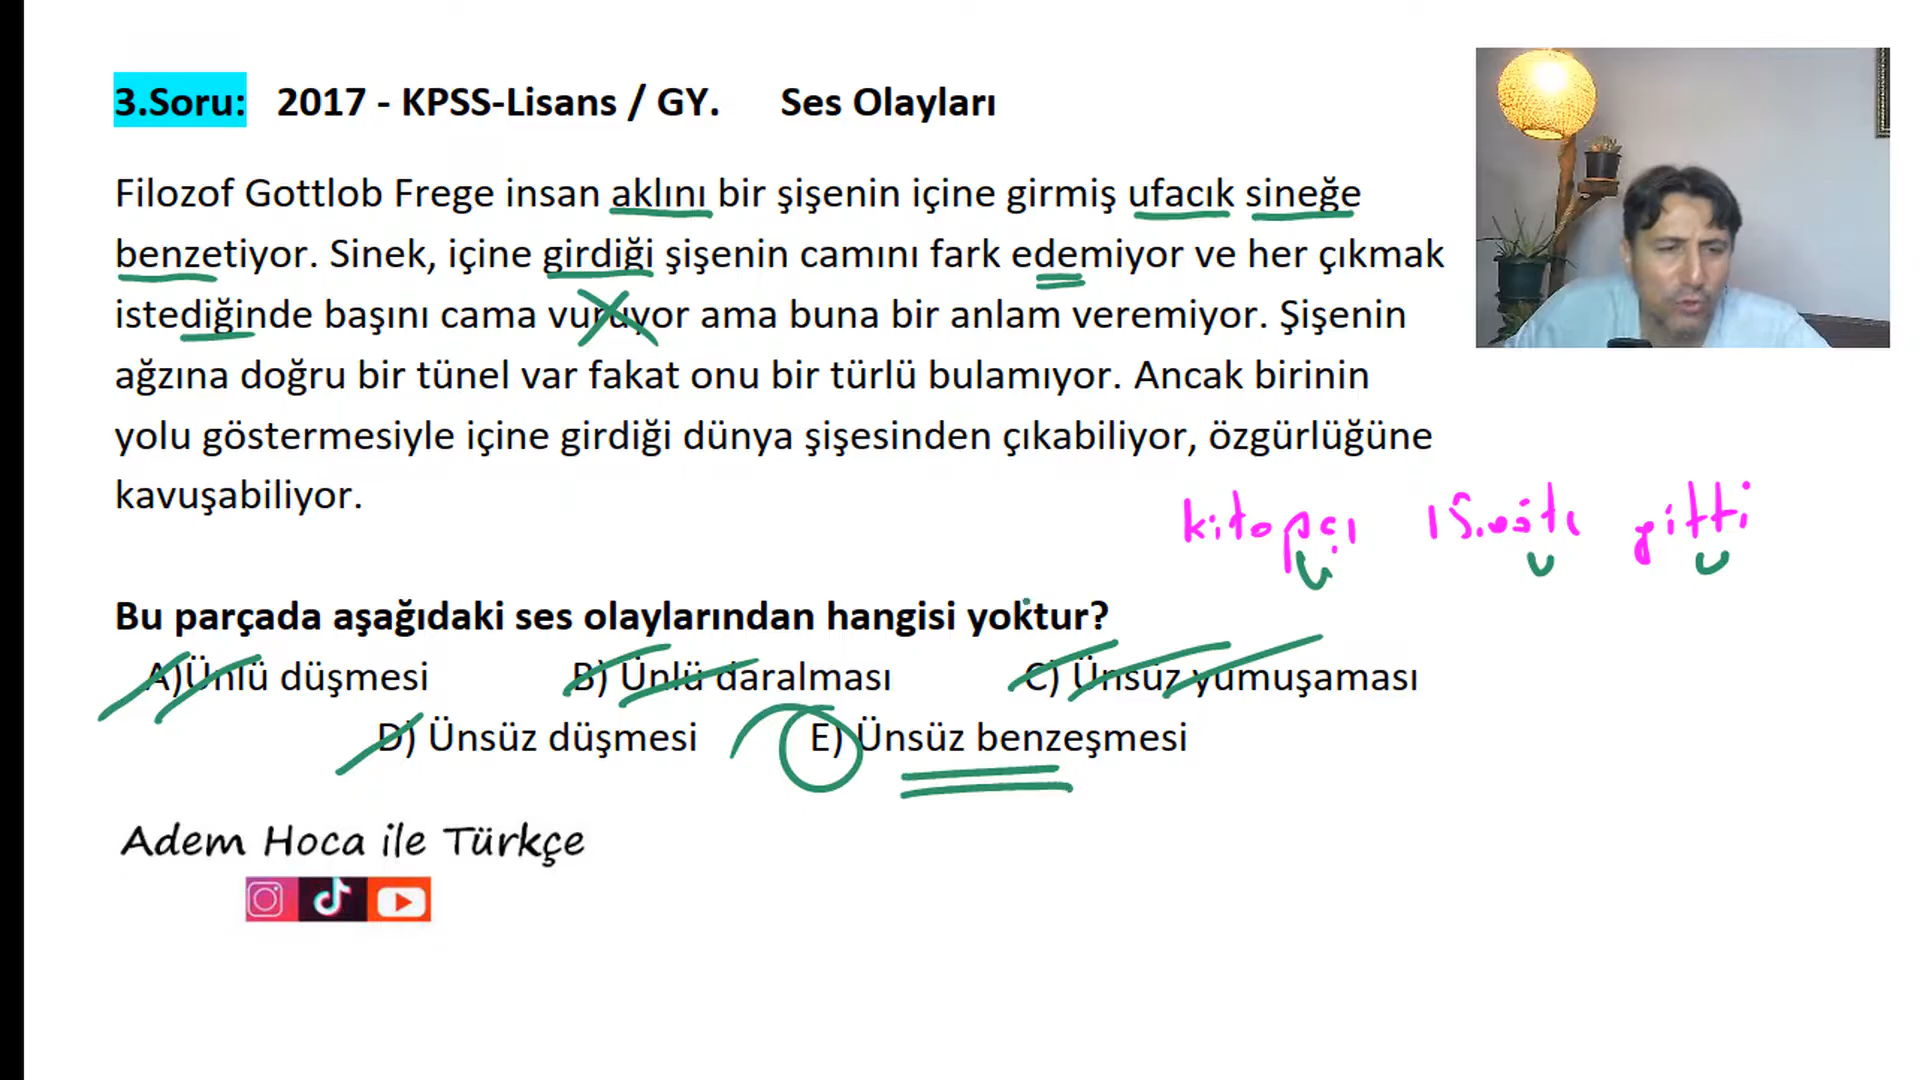 3.Soru: 2017 - KPSS-Lisans / GY. Ses Olayları
Filozof Gottlob Frege insan aklını bir şişenin içine girmiş ufacık sineğe
benzetiyor. Sinek, içine girdiği şişenin camını fark edemiyor ve her çıkmak
istediğinde başını cama vuruyor ama buna bir anlam veremiyor. Şişenin
ağzına doğru bir tünel var fakat onu bir türlü bulamıyor. Ancak birinin
yolu göstermesiyle içine girdiği dünya şişesinden çıkabiliyor, özgürlüğüne
kavuşabiliyor.
kitapçı gitti
Bu parçada aşağıdaki ses olaylarından hangisi yoktur?
A)Ünlü düşmesi B) Ünlü daralması C) Ünsüz yumuşaması
D) Ünsüz düşmesi E) Ünsüz benzeşmesi
Adem Hoca ile Türkçe